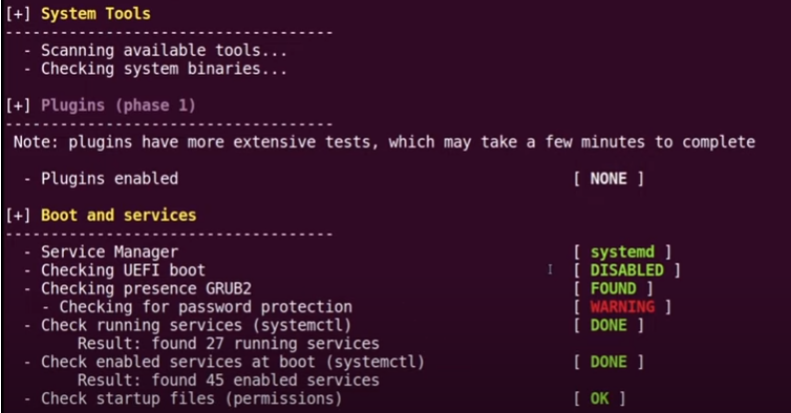 [+] System Tools
------------------------------------
- Scanning available tools...
- Checking system binaries...
[+] Plugins (phase 1)
------------------------------------
Note: plugins have more extensive tests, which may take a few minutes to complete
- Plugins enabled [ NONE ]
[+] Boot and services
------------------------------------
- Service Manager [ systemd ]
- Checking UEFI boot [ DISABLED ]
- Checking presence GRUB2 [ FOUND ]
- Checking for password protection [ WARNING ]
- Check running services (systemctl) [ DONE ]
Result: found 27 running services
- Check enabled services at boot (systemctl) [ DONE ]
Result: found 45 enabled services
- Check startup files (permissions) [ OK ]